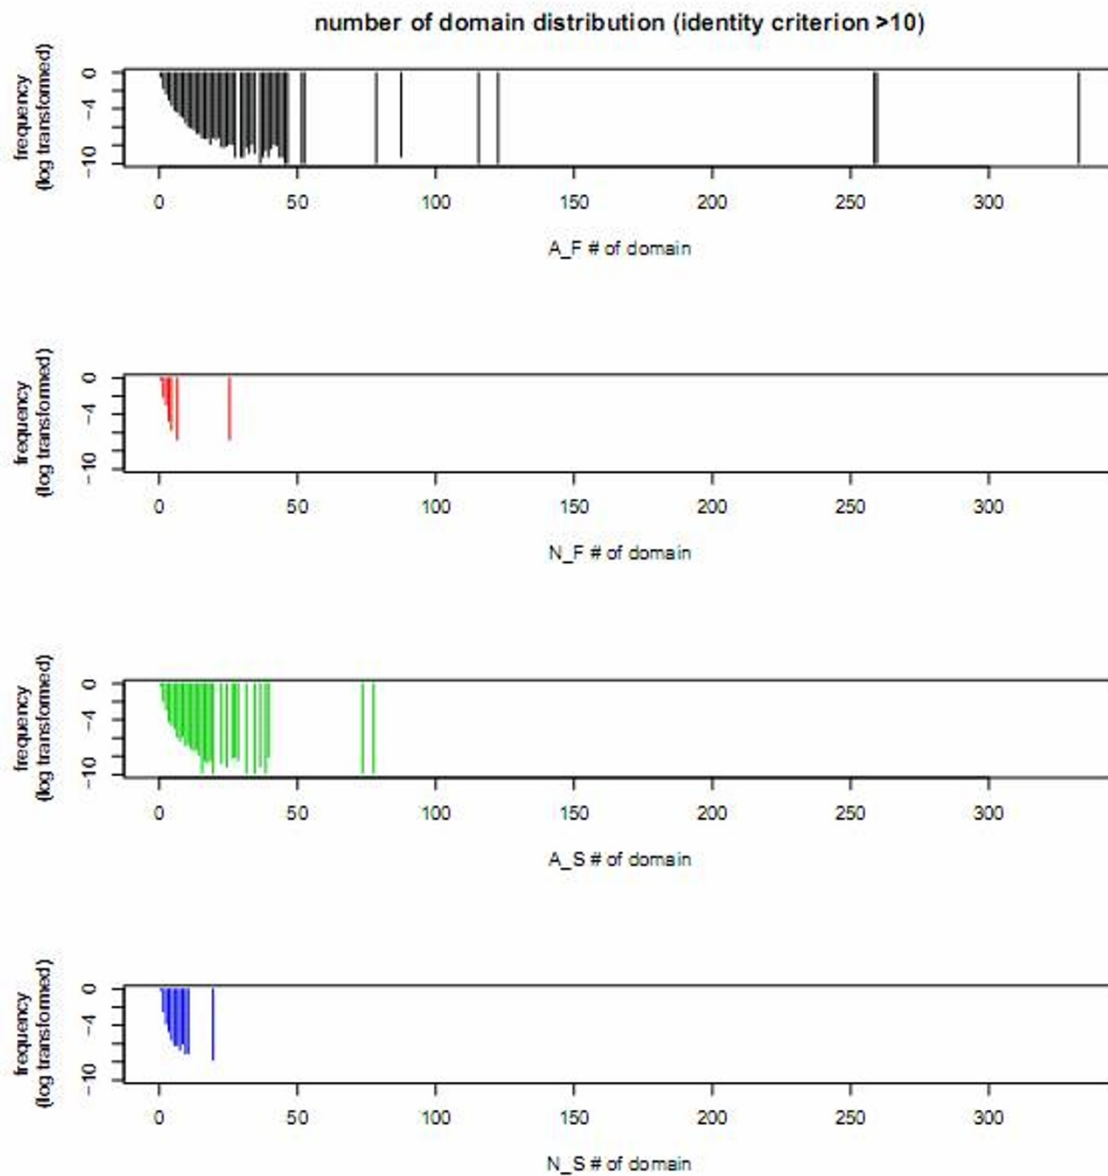 number of domain distribution (identity criterion >10)
frequency
(log transformed)
0
-4
-10
0 50 100 150 200 250 300
A_F # of domain
frequency
(log transformed)
0
-4
-10
0 50 100 150 200 250 300
N_F # of domain
frequency
(log transformed)
0
-4
-10
0 50 100 150 200 250 300
A_S # of domain
frequency
(log transformed)
0
-4
-10
0 50 100 150 200 250 300
N_S # of domain